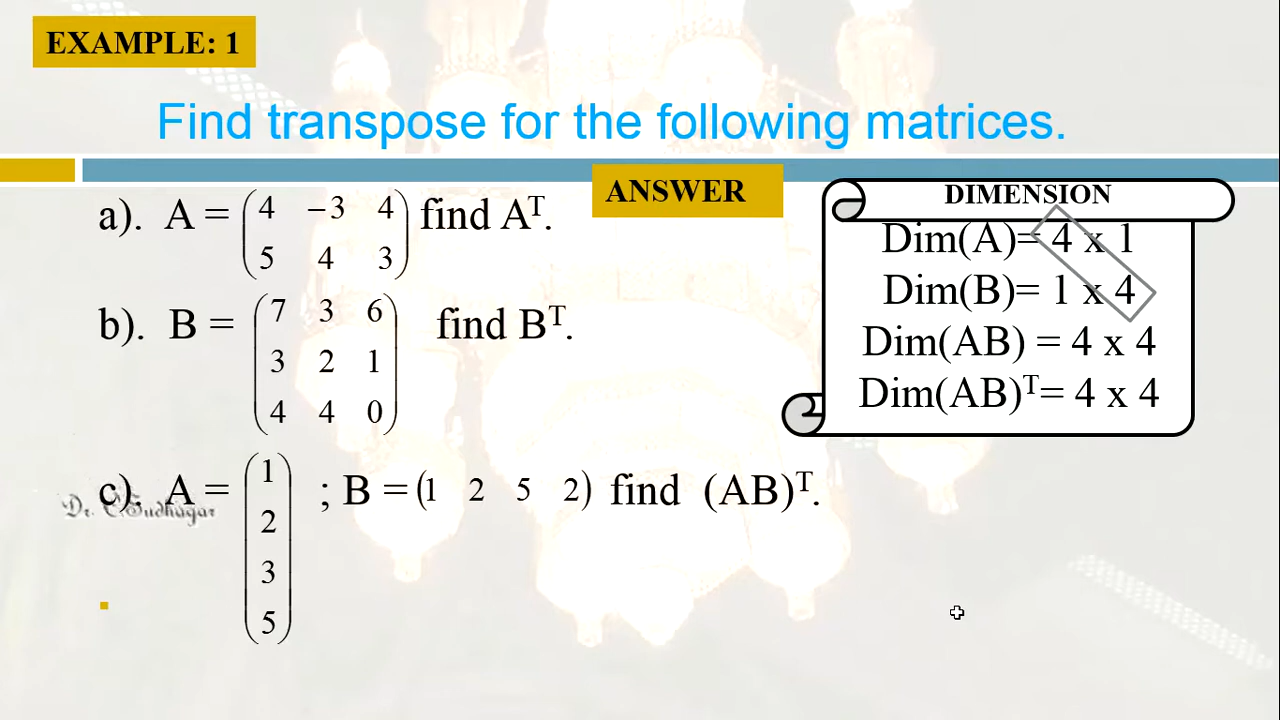 EXAMPLE: 1
Find transpose for the following matrices.
ANSWER
a). A = (4 −3 4) find Aᵀ.
5 4 3
b). B = (7 3 6) find Bᵀ.
3 2 1
4 4 0
c). A = (1) ; B = (1 2 5 2) find (AB)ᵀ.
2
3
5
DIMENSION
Dim(A)= 4 x 1
Dim(B)= 1 x 4
Dim(AB) = 4 x 4
Dim(AB)ᵀ= 4 x 4
Dr. C.Sudhagar